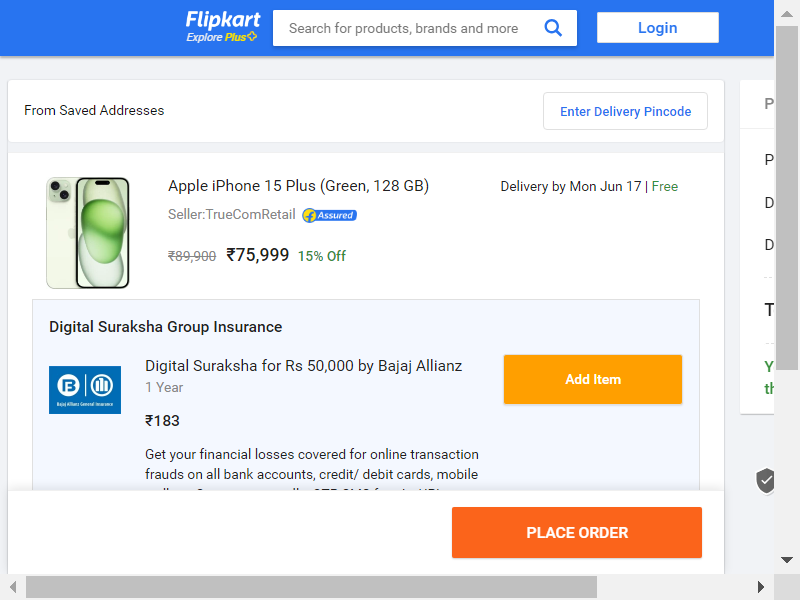 Flipkart
Explore Plus
Search for products, brands and more
Login
From Saved Addresses
Enter Delivery Pincode
P
Apple iPhone 15 Plus (Green, 128 GB)
Delivery by Mon Jun 17 | Free
P
Seller:TrueComRetail
Assured
D
D
₹89,900 ₹75,999 15% Off
T
Digital Suraksha Group Insurance
Digital Suraksha for Rs 50,000 by Bajaj Allianz
1 Year
Add Item
Y
th
Bajaj Allianz General Insurance
₹183
Get your financial losses covered for online transaction
frauds on all bank accounts, credit/ debit cards, mobile
PLACE ORDER